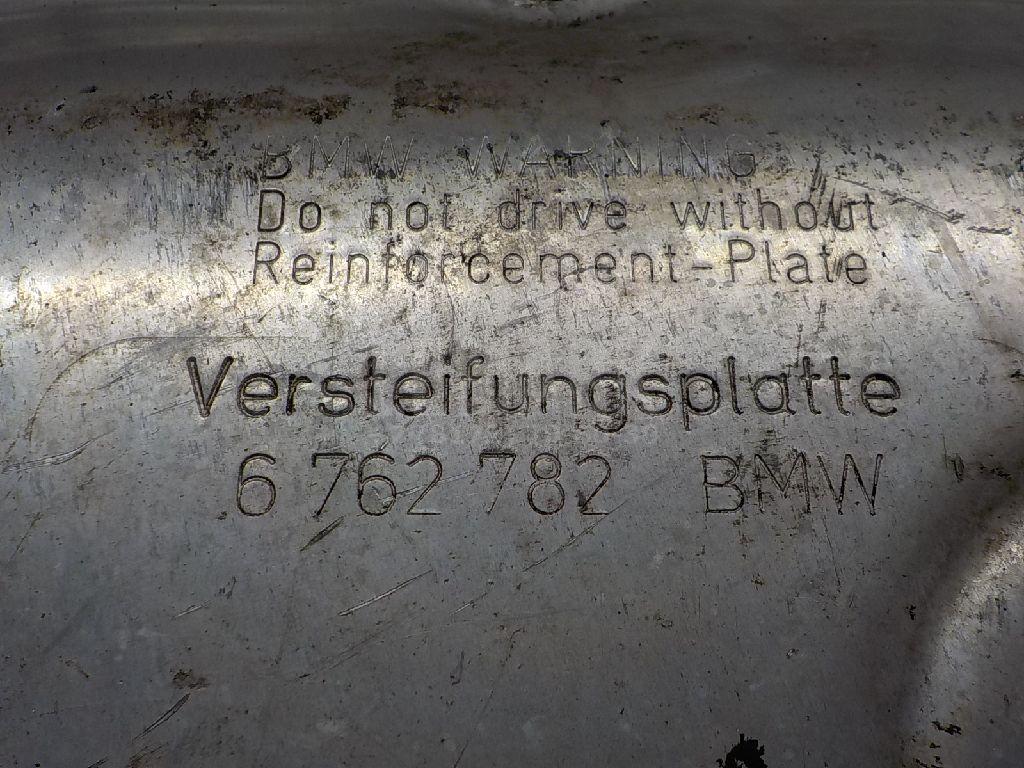 BMW WARNING
Do not drive without
Reinforcement-Plate
Versteifungsplatte
6 762 782 BMW